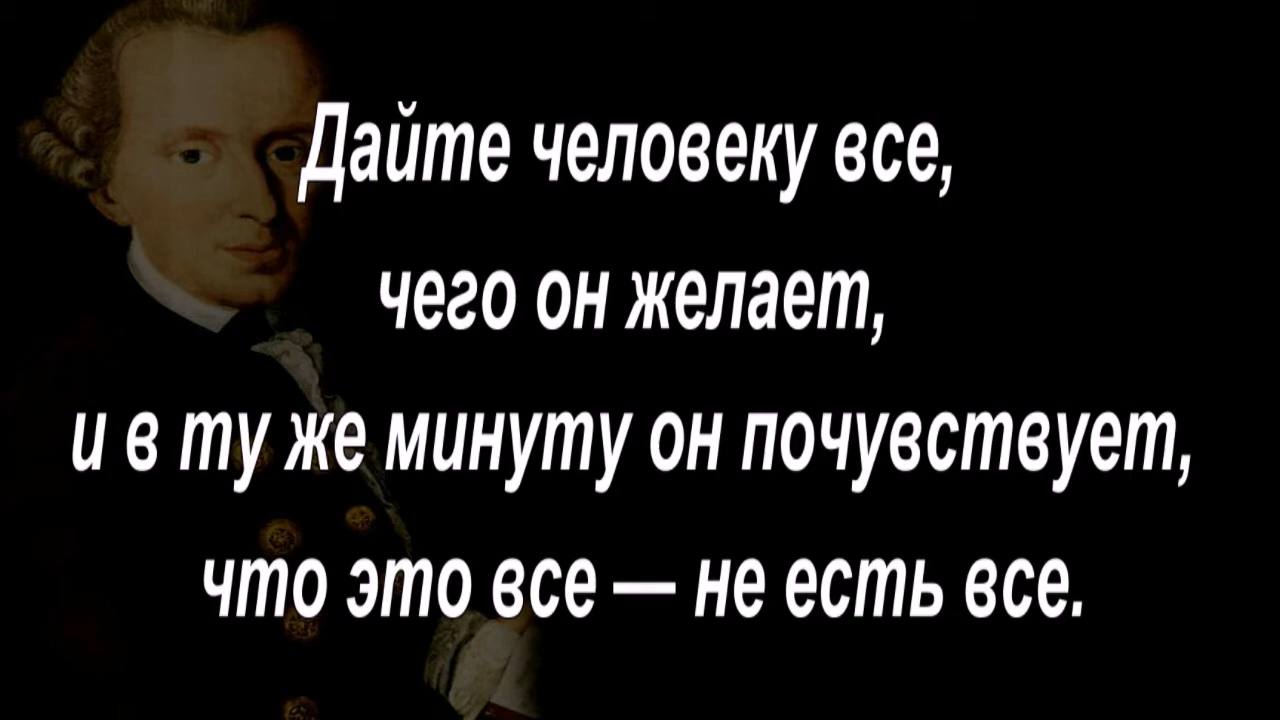 Дайте человеку все,
чего он желает,
и в ту же минуту он почувствует,
что это все — не есть все.